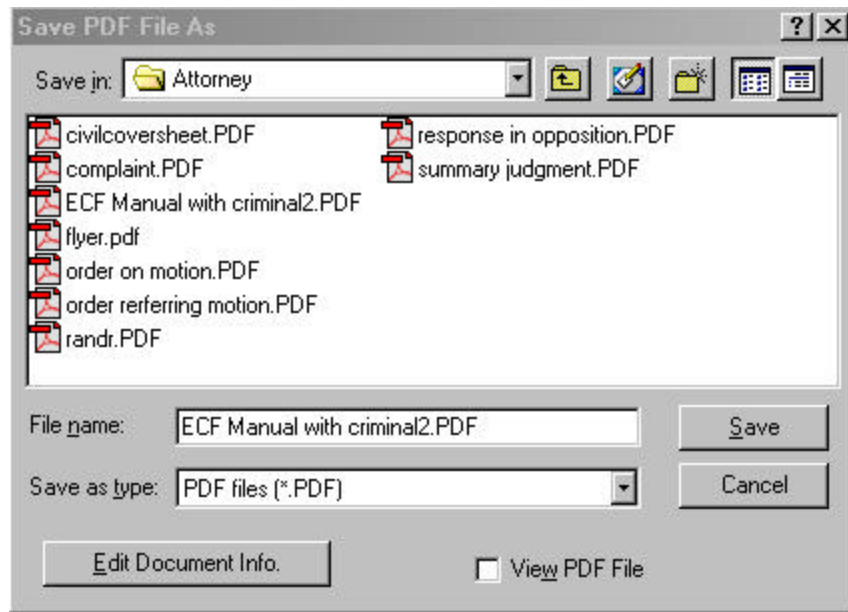 Save PDF File As
Save in: Attorney
civilcoversheet.PDF
complaint.PDF
ECF Manual with criminal2.PDF
flyer.pdf
order on motion.PDF
order rerferring motion.PDF
randr.PDF
response in opposition.PDF
summary judgment.PDF
File name: ECF Manual with criminal2.PDF Save
Save as type: PDF files (*.PDF) Cancel
Edit Document Info. View PDF File